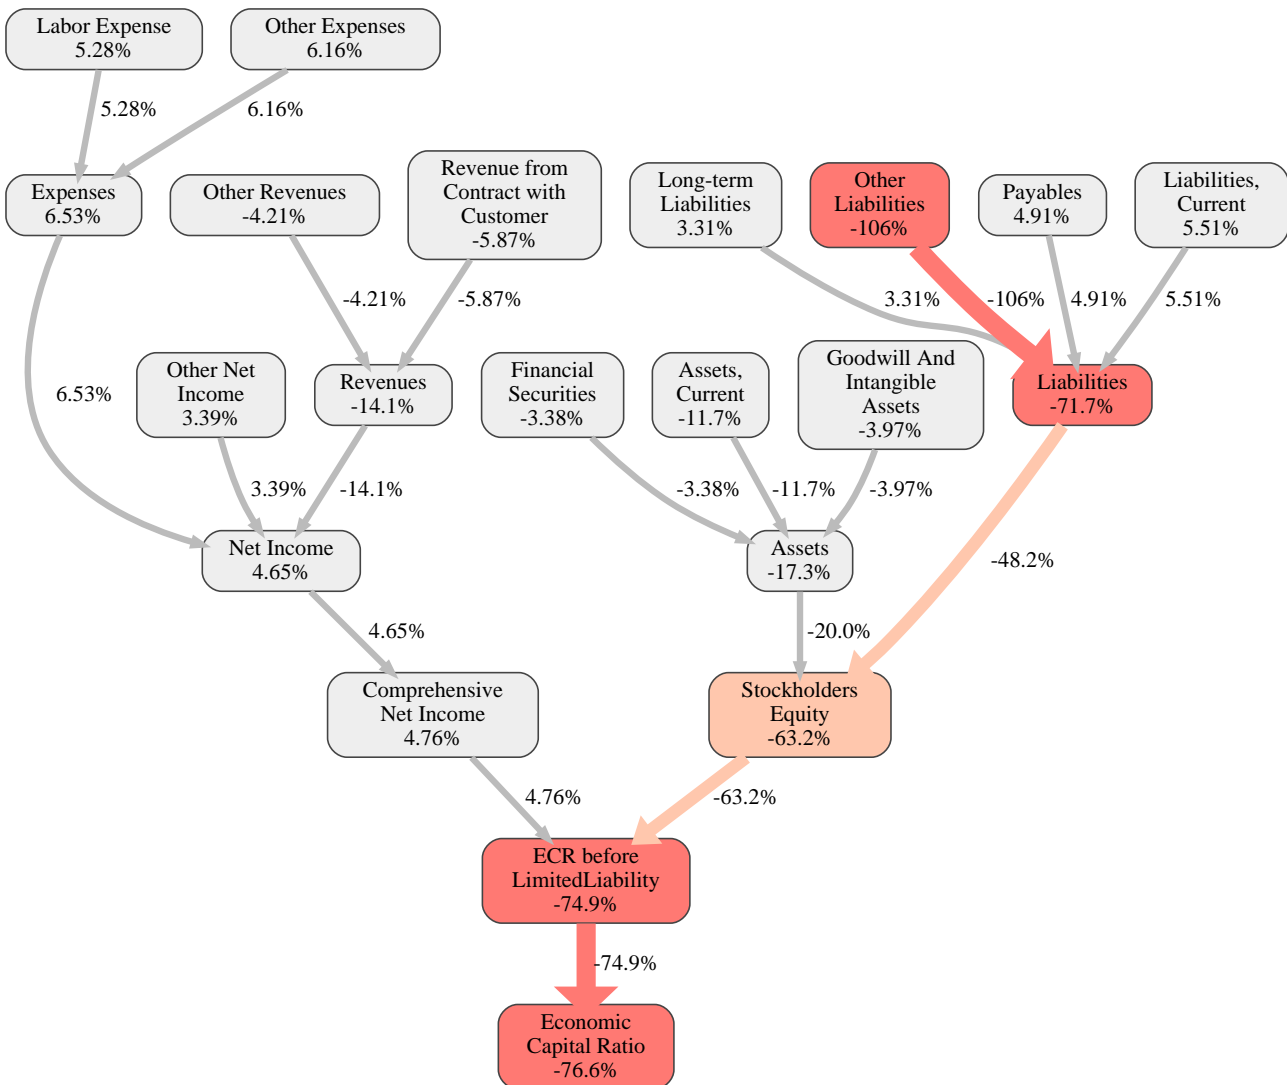 Labor Expense
5.28%
Other Expenses
6.16%
5.28%
6.16%
Expenses
6.53%
Other Revenues
-4.21%
Revenue from
Contract with
Customer
-5.87%
Long-term
Liabilities
3.31%
Other
Liabilities
-106%
Payables
4.91%
Liabilities,
Current
5.51%
-4.21%
-5.87%
3.31%
-106%
4.91%
5.51%
6.53%
Other Net
Income
3.39%
Revenues
-14.1%
Financial
Securities
-3.38%
Assets,
Current
-11.7%
Goodwill And
Intangible
Assets
-3.97%
Liabilities
-71.7%
3.39%
-14.1%
-3.38%
-11.7%
-3.97%
Net Income
4.65%
Assets
-17.3%
-48.2%
4.65%
-20.0%
Comprehensive
Net Income
4.76%
Stockholders
Equity
-63.2%
4.76%
-63.2%
ECR before
LimitedLiability
-74.9%
-74.9%
Economic
Capital Ratio
-76.6%